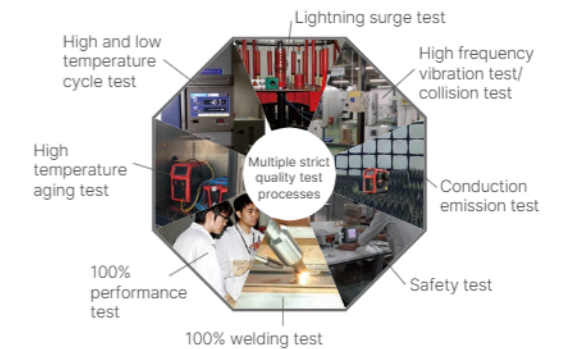 Lightning surge test
High and low
temperature
cycle test
High frequency
vibration test/
collision test
High
temperature
aging test
Multiple strict
quality test
processes
Conduction
emission test
Safety test
100%
performance
test
100% welding test